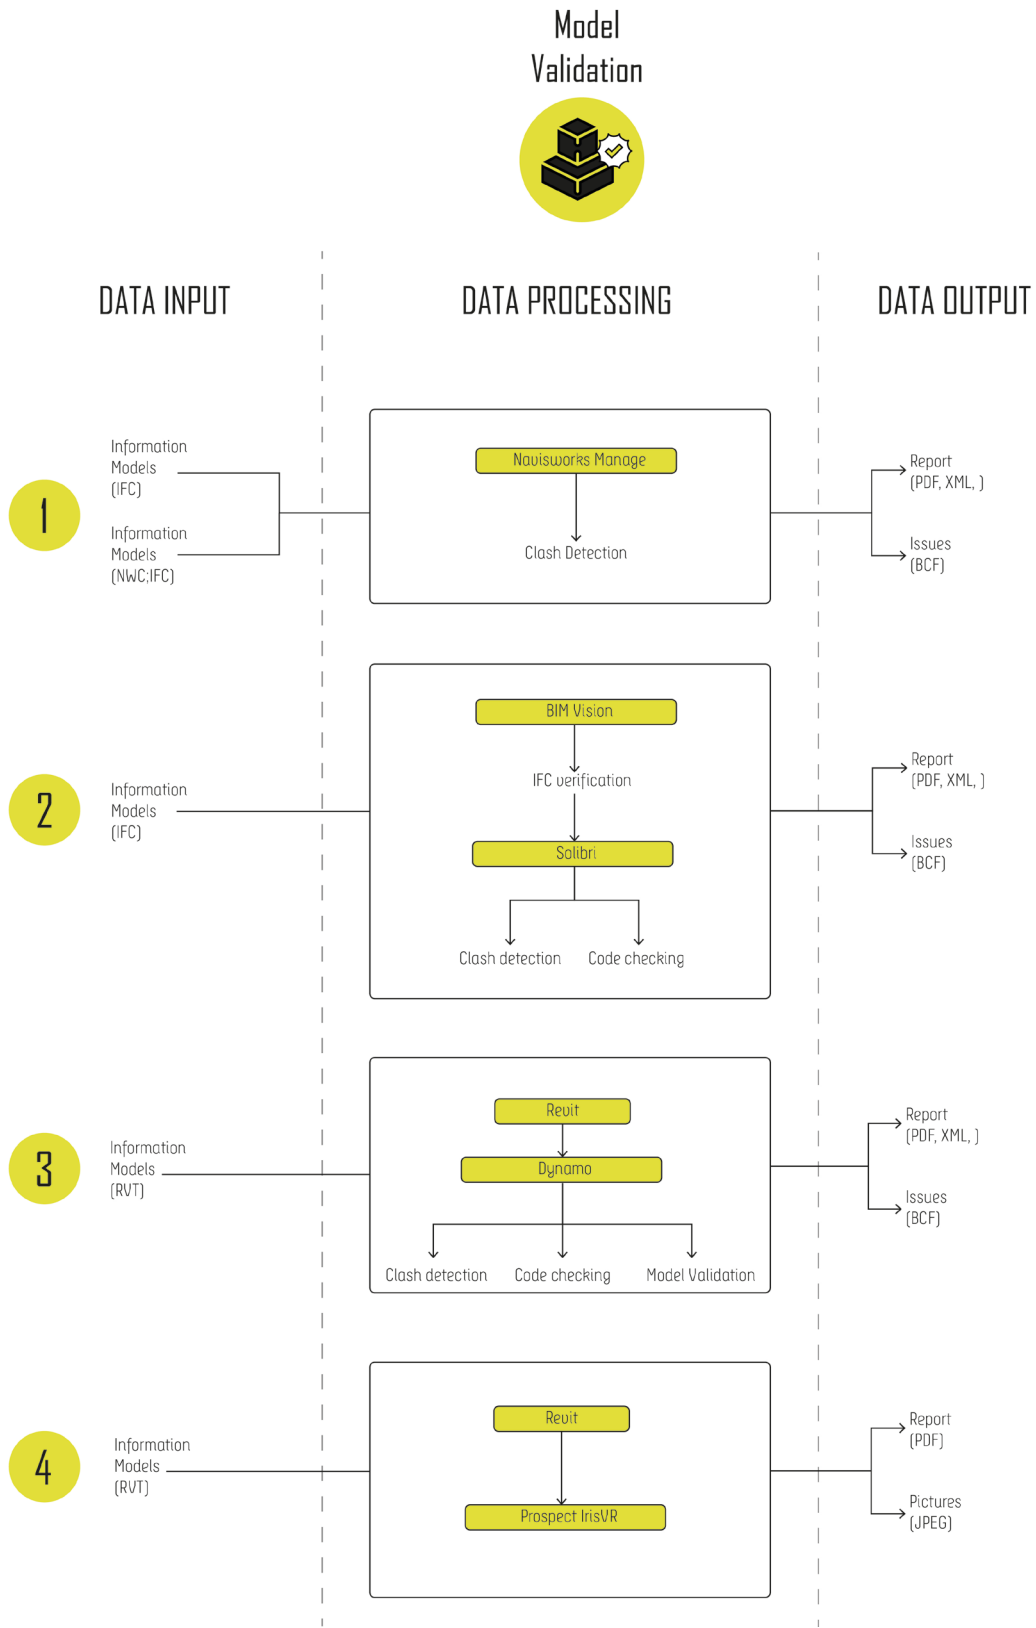 Model
Validation
DATA INPUT
DATA PROCESSING
DATA OUTPUT
1
Information
Models
(IFC)
Information
Models
(NWC;IFC)
Navisworks Manage
Clash Detection
Report
(PDF, XML, )
Issues
(BCF)
2
Information
Models
(IFC)
BIM Vision
IFC verification
Solibri
Clash detection
Code checking
Report
(PDF, XML, )
Issues
(BCF)
3
Information
Models
(RVT)
Revit
Dynamo
Clash detection
Code checking
Model Validation
Report
(PDF, XML, )
Issues
(BCF)
4
Information
Models
(RVT)
Revit
Prospect IrisVR
Report
(PDF)
Pictures
(JPEG)